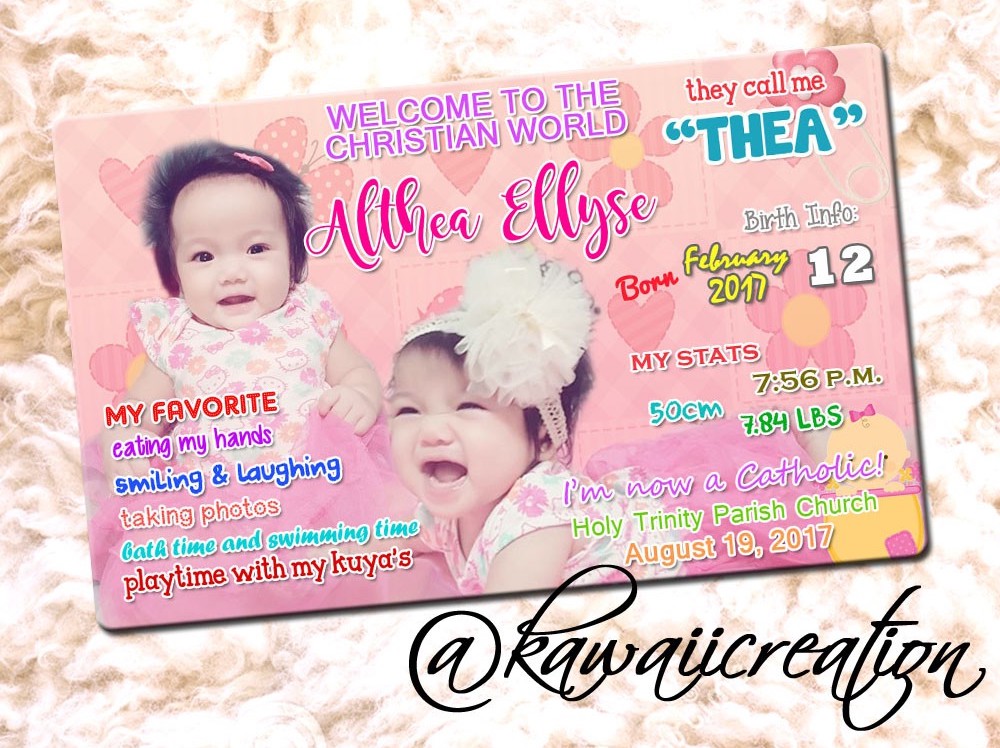 WELCOME TO THE
CHRISTIAN WORLD
Althea Ellyse
they call me
“THEA”
Birth Info:
Born February 12
2017
MY STATS
7:56 P.M.
50cm 7.84 LBS
MY FAVORITE
eating my hands
smiling & laughing
taking photos
bath time and swimming time
playtime with my kuya's
I'm now a Catholic!
Holy Trinity Parish Church
August 19, 2017
@kawaiicreation